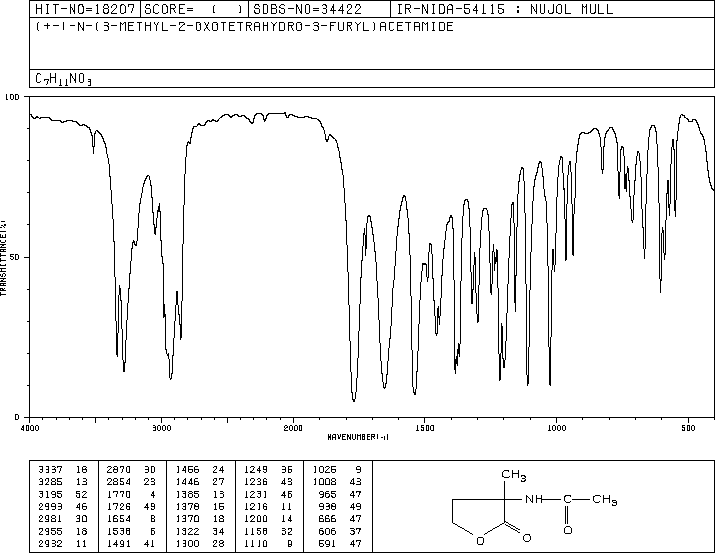 HIT-NO=18207 SCORE= ( ) SDBS-NO=34422 IR-NIDA-54115 : NUJOL MULL
(+-)-N-(3-METHYL-2-OXOTETRAHYDRO-3-FURYL)ACETAMIDE
C7H11NO3
100
50
0
TRANSMITTANCE(%)
4000 3000 2000 1500 1000 500
WAVENUMBER(-1)
3337 18 2870 30 1456 24 1249 36 1025 9
3285 13 2854 23 1446 27 1236 43 1008 43
3195 52 1770 4 1385 13 1231 46 965 47
2993 46 1726 49 1378 16 1216 11 938 49
2981 30 1654 8 1370 18 1200 14 666 47
2955 18 1538 6 1322 34 1158 32 606 37
2932 11 1491 41 1300 28 1110 9 591 47
CH3
NH C CH3
O O O